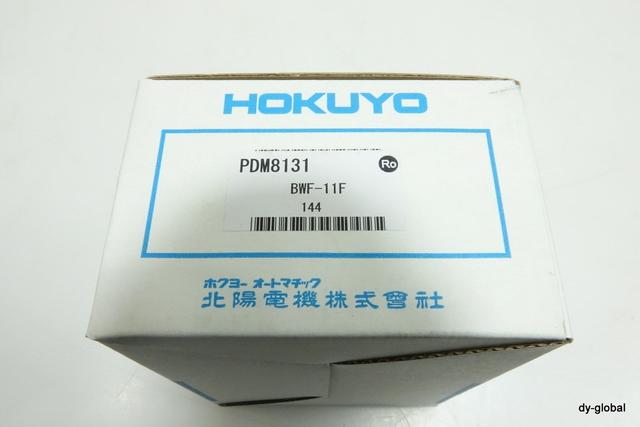 HOKUYO
PDM8131
Ro
BWF-11F
144
ホクヨー オートマチック
北陽電機株式會社
dy-global